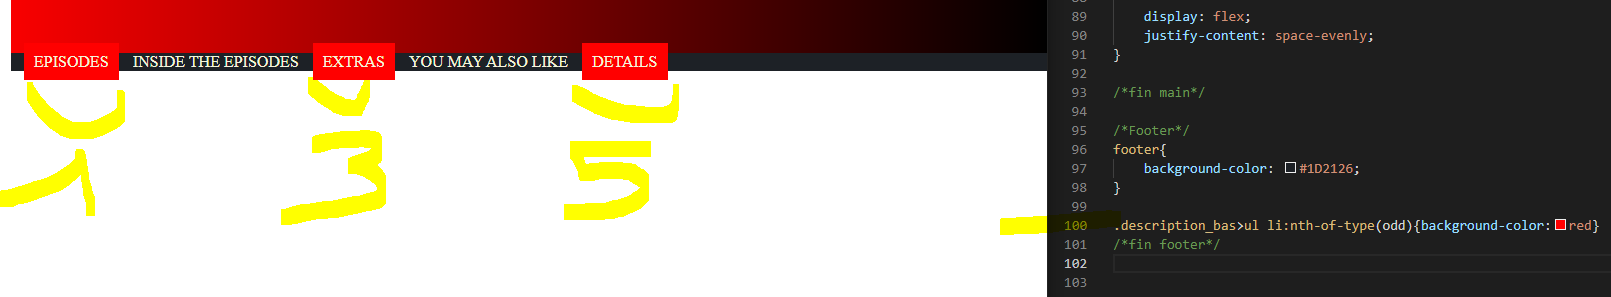 EPISODES INSIDE THE EPISODES EXTRAS YOU MAY ALSO LIKE DETAILS
1 3 5
89 display: flex;
90 justify-content: space-evenly;
91 }
92
93 /*fin main*/
94
95 /*Footer*/
96 footer{
97 background-color: #1D2126;
98 }
99
100 .description_bas>ul li:nth-of-type(odd){background-color:red}
101 /*fin footer*/
102
103